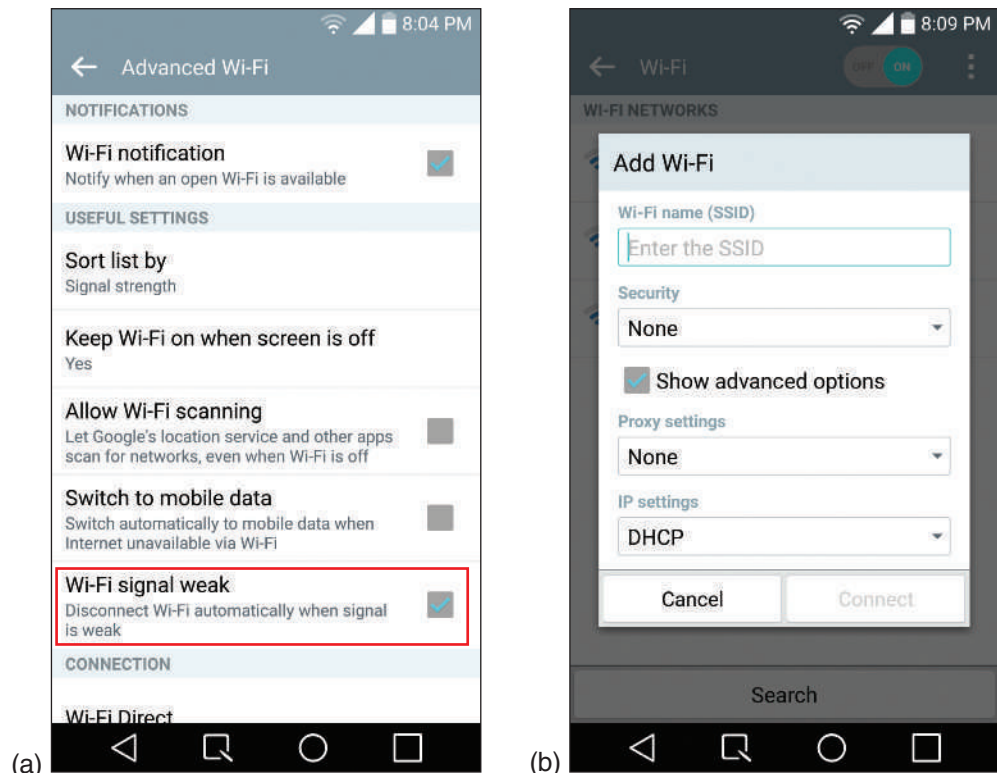 8:04 PM
Advanced Wi-Fi
NOTIFICATIONS
Wi-Fi notification
Notify when an open Wi-Fi is available
USEFUL SETTINGS
Sort list by
Signal strength
Keep Wi-Fi on when screen is off
Yes
Allow Wi-Fi scanning
Let Google's location service and other apps
scan for networks, even when Wi-Fi is off
Switch to mobile data
Switch automatically to mobile data when
Internet unavailable via Wi-Fi
Wi-Fi signal weak
Disconnect Wi-Fi automatically when signal
is weak
CONNECTION
Wi-Fi Direct
(a)
8:09 PM
Wi-Fi
OFF ON
WI-FI NETWORKS
Add Wi-Fi
Wi-Fi name (SSID)
Enter the SSID
Security
None
Show advanced options
Proxy settings
None
IP settings
DHCP
Cancel Connect
Search
(b)